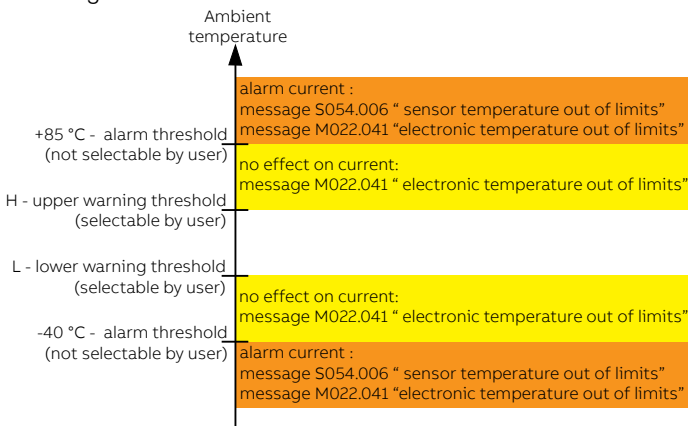 Ambient
temperature
alarm current :
message S054.006 “ sensor temperature out of limits”
message M022.041 “electronic temperature out of limits”
+85 °C - alarm threshold
(not selectable by user)
no effect on current:
message M022.041 “ electronic temperature out of limits”
H - upper warning threshold
(selectable by user)
L - lower warning threshold
(selectable by user)
no effect on current:
message M022.041 “ electronic temperature out of limits”
-40 °C - alarm threshold
(not selectable by user)
alarm current :
message S054.006 “ sensor temperature out of limits”
message M022.041 “electronic temperature out of limits”